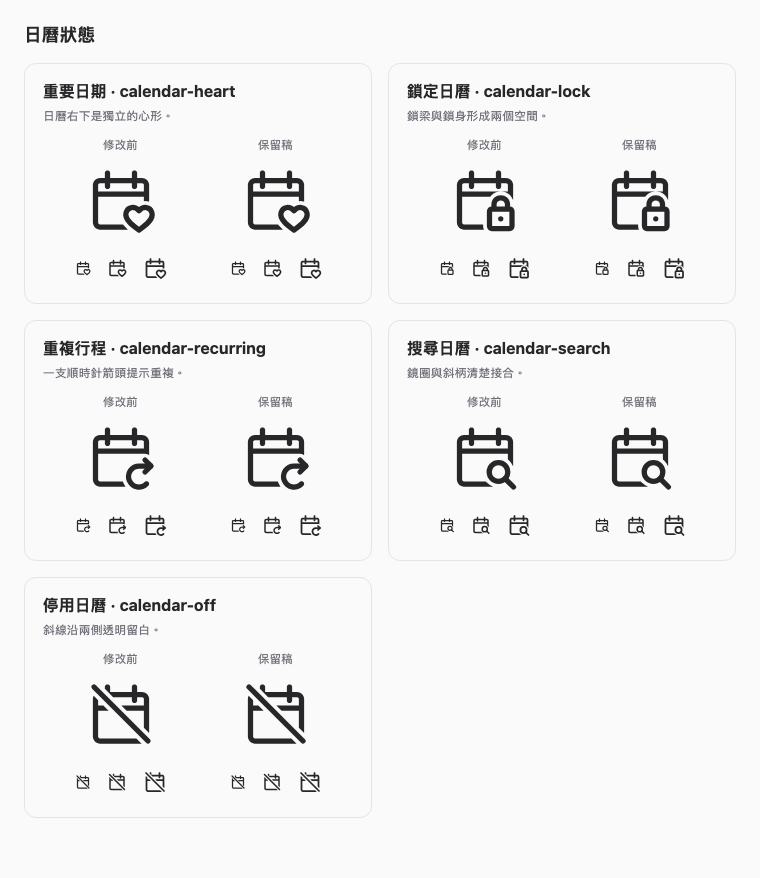 日曆狀態
重要日期 · calendar-heart
日曆右下是獨立的心形。
修改前
保留稿
鎖定日曆 · calendar-lock
鎖梁與鎖身形成兩個空間。
修改前
保留稿
重複行程 · calendar-recurring
一支順時針箭頭提示重複。
修改前
保留稿
搜尋日曆 · calendar-search
鏡圈與斜柄清楚接合。
修改前
保留稿
停用日曆 · calendar-off
斜線沿兩側透明留白。
修改前
保留稿